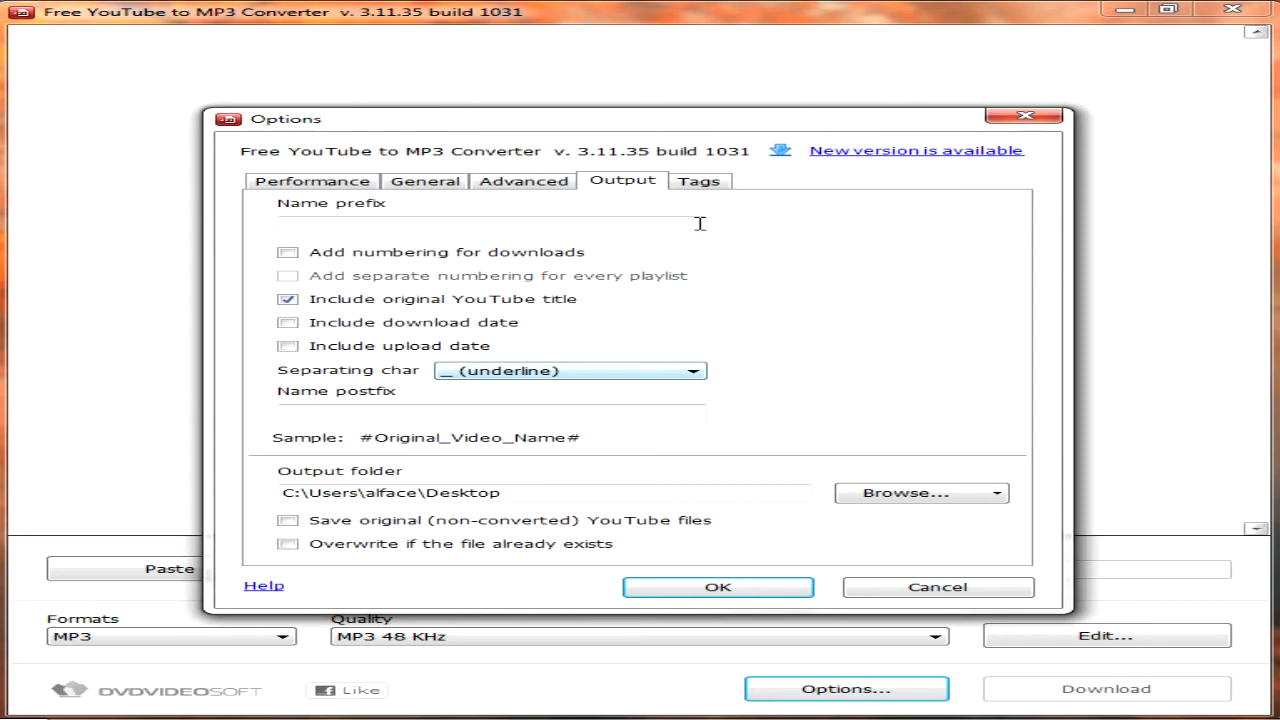 Free YouTube to MP3 Converter v. 3.11.35 build 1031
Options
Free YouTube to MP3 Converter v. 3.11.35 build 1031 New version is available
Performance General Advanced Output Tags
Name prefix
Add numbering for downloads
Add separate numbering for every playlist
Include original YouTube title
Include download date
Include upload date
Separating char _ (underline)
Name postfix
Sample: #Original_Video_Name#
Output folder
C:\Users\alface\Desktop Browse...
Save original (non-converted) YouTube files
Overwrite if the file already exists
Help OK Cancel
Paste
Formats Quality
MP3 MP3 48 KHz Edit...
DVDVIDEOSOFT Like Options... Download